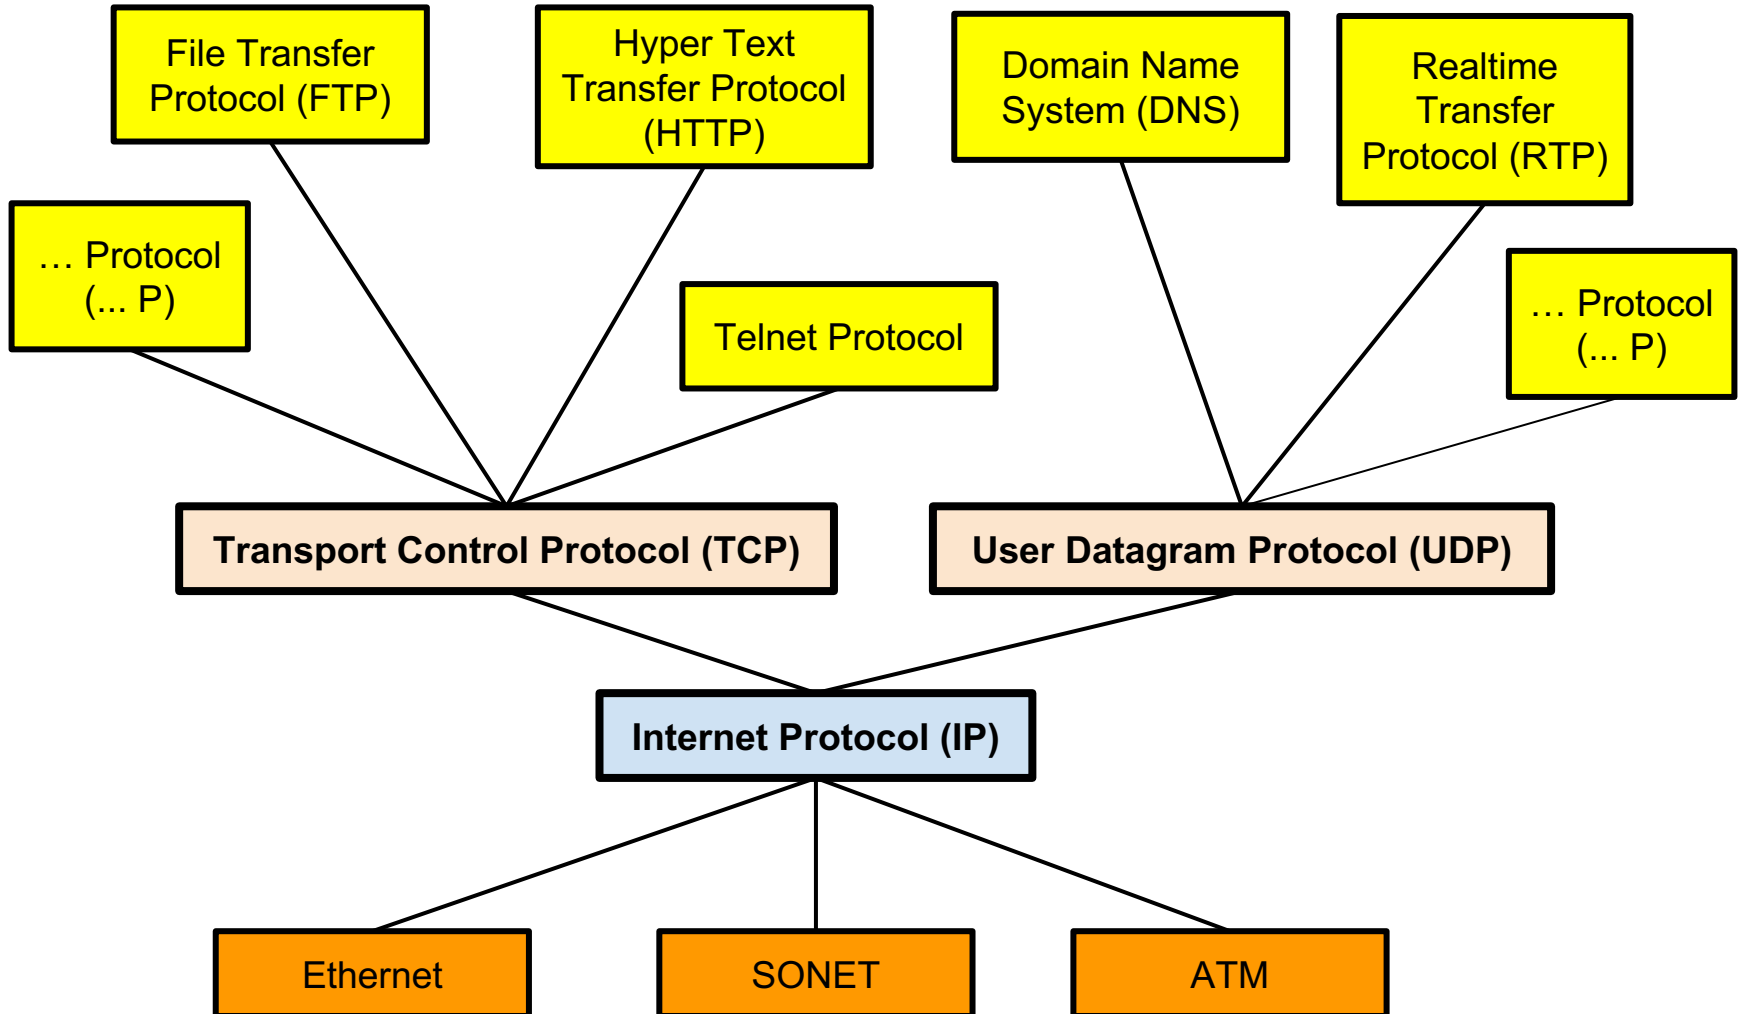 File Transfer
Protocol (FTP)
Hyper Text
Transfer Protocol
(HTTP)
Domain Name
System (DNS)
Realtime
Transfer
Protocol (RTP)
… Protocol
(... P)
Telnet Protocol
… Protocol
(... P)
Transport Control Protocol (TCP)
User Datagram Protocol (UDP)
Internet Protocol (IP)
Ethernet
SONET
ATM